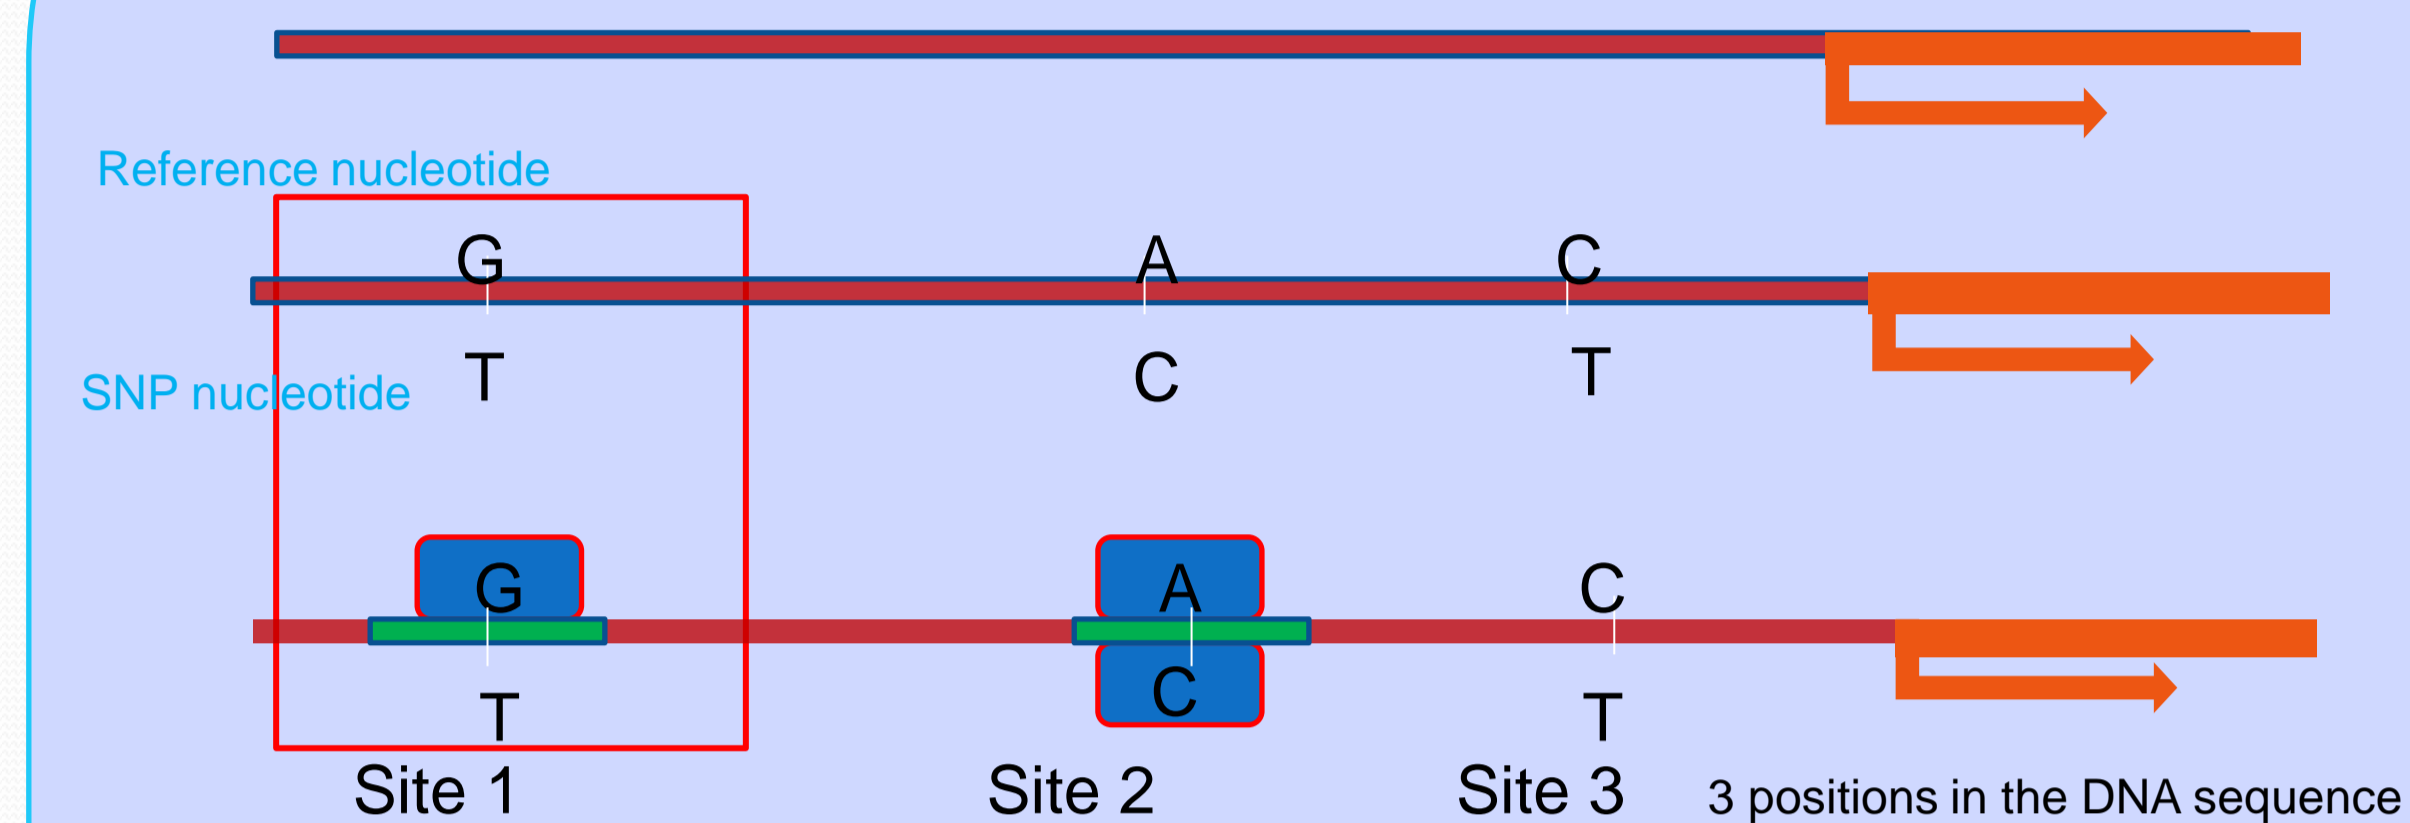 Reference nucleotide
G A C
T C T
SNP nucleotide
G A C
T C T
Site 1 Site 2 Site 3 3 positions in the DNA sequence